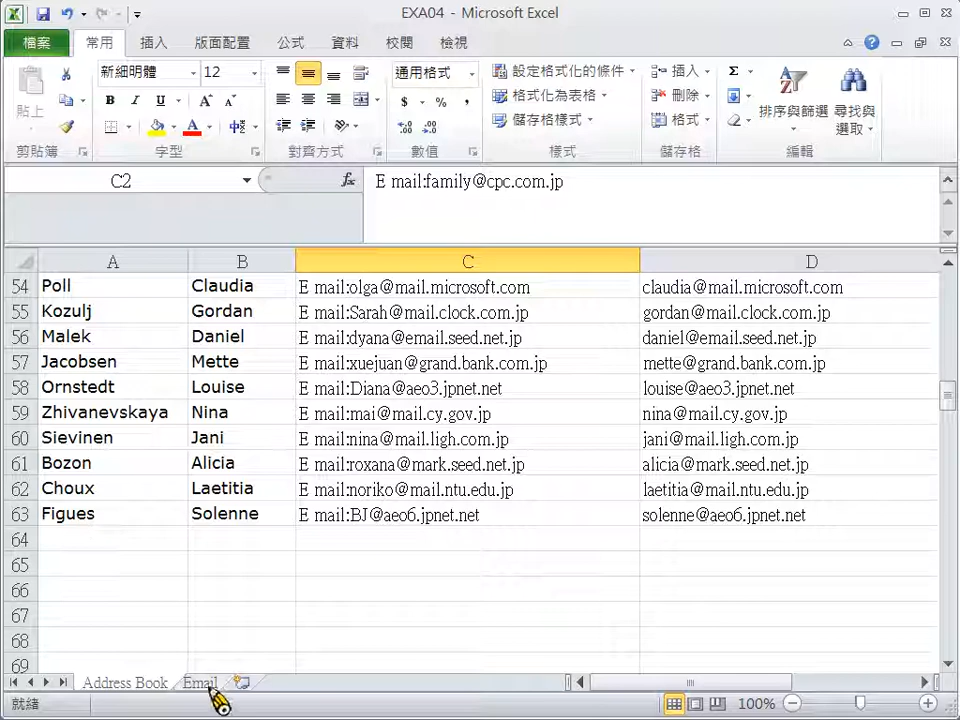 EXA04 - Microsoft Excel
檔案 常用 插入 版面配置 公式 資料 校閱 檢視
新細明體 12 通用格式 設定格式化的條件 插入 Σ
貼上 B I U A A 格式化為表格 刪除 排序與篩選 尋找與選取
A 中 $ % , 儲存格樣式 格式
剪貼簿 字型 對齊方式 數值 樣式 儲存格 編輯
C2 fx E mail:family@cpc.com.jp
A B C D
54 Poll Claudia E mail:olga@mail.microsoft.com claudia@mail.microsoft.com
55 Kozulj Gordan E mail:Sarah@mail.clock.com.jp gordan@mail.clock.com.jp
56 Malek Daniel E mail:dyana@email.seed.net.jp daniel@email.seed.net.jp
57 Jacobsen Mette E mail:xuejuan@grand.bank.com.jp mette@grand.bank.com.jp
58 Ornstedt Louise E mail:Diana@aeo3.jpnet.net louise@aeo3.jpnet.net
59 Zhivanevskaya Nina E mail:mai@mail.cy.gov.jp nina@mail.cy.gov.jp
60 Sievinen Jani E mail:nina@mail.ligh.com.jp jani@mail.ligh.com.jp
61 Bozon Alicia E mail:roxana@mark.seed.net.jp alicia@mark.seed.net.jp
62 Choux Laetitia E mail:noriko@mail.ntu.edu.jp laetitia@mail.ntu.edu.jp
63 Figues Solenne E mail:BJ@aeo6.jpnet.net solenne@aeo6.jpnet.net
64
65
66
67
68
69
Address Book Email
就緒 100%